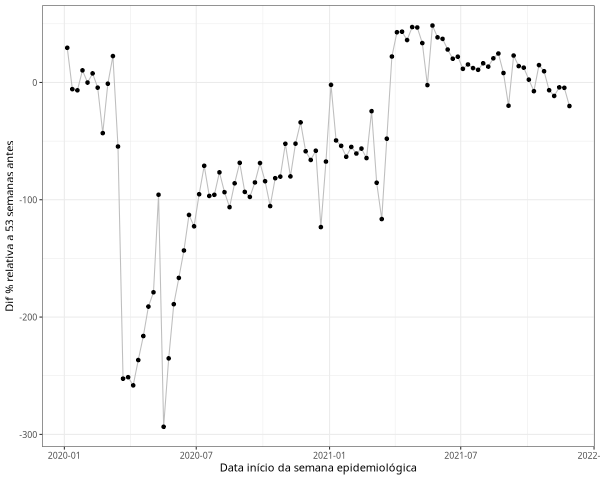 Dif % relativa a 53 semanas antes
0
-100
-200
-300
2020-01 2020-07 2021-01 2021-07 2022-
Data início da semana epidemiológica